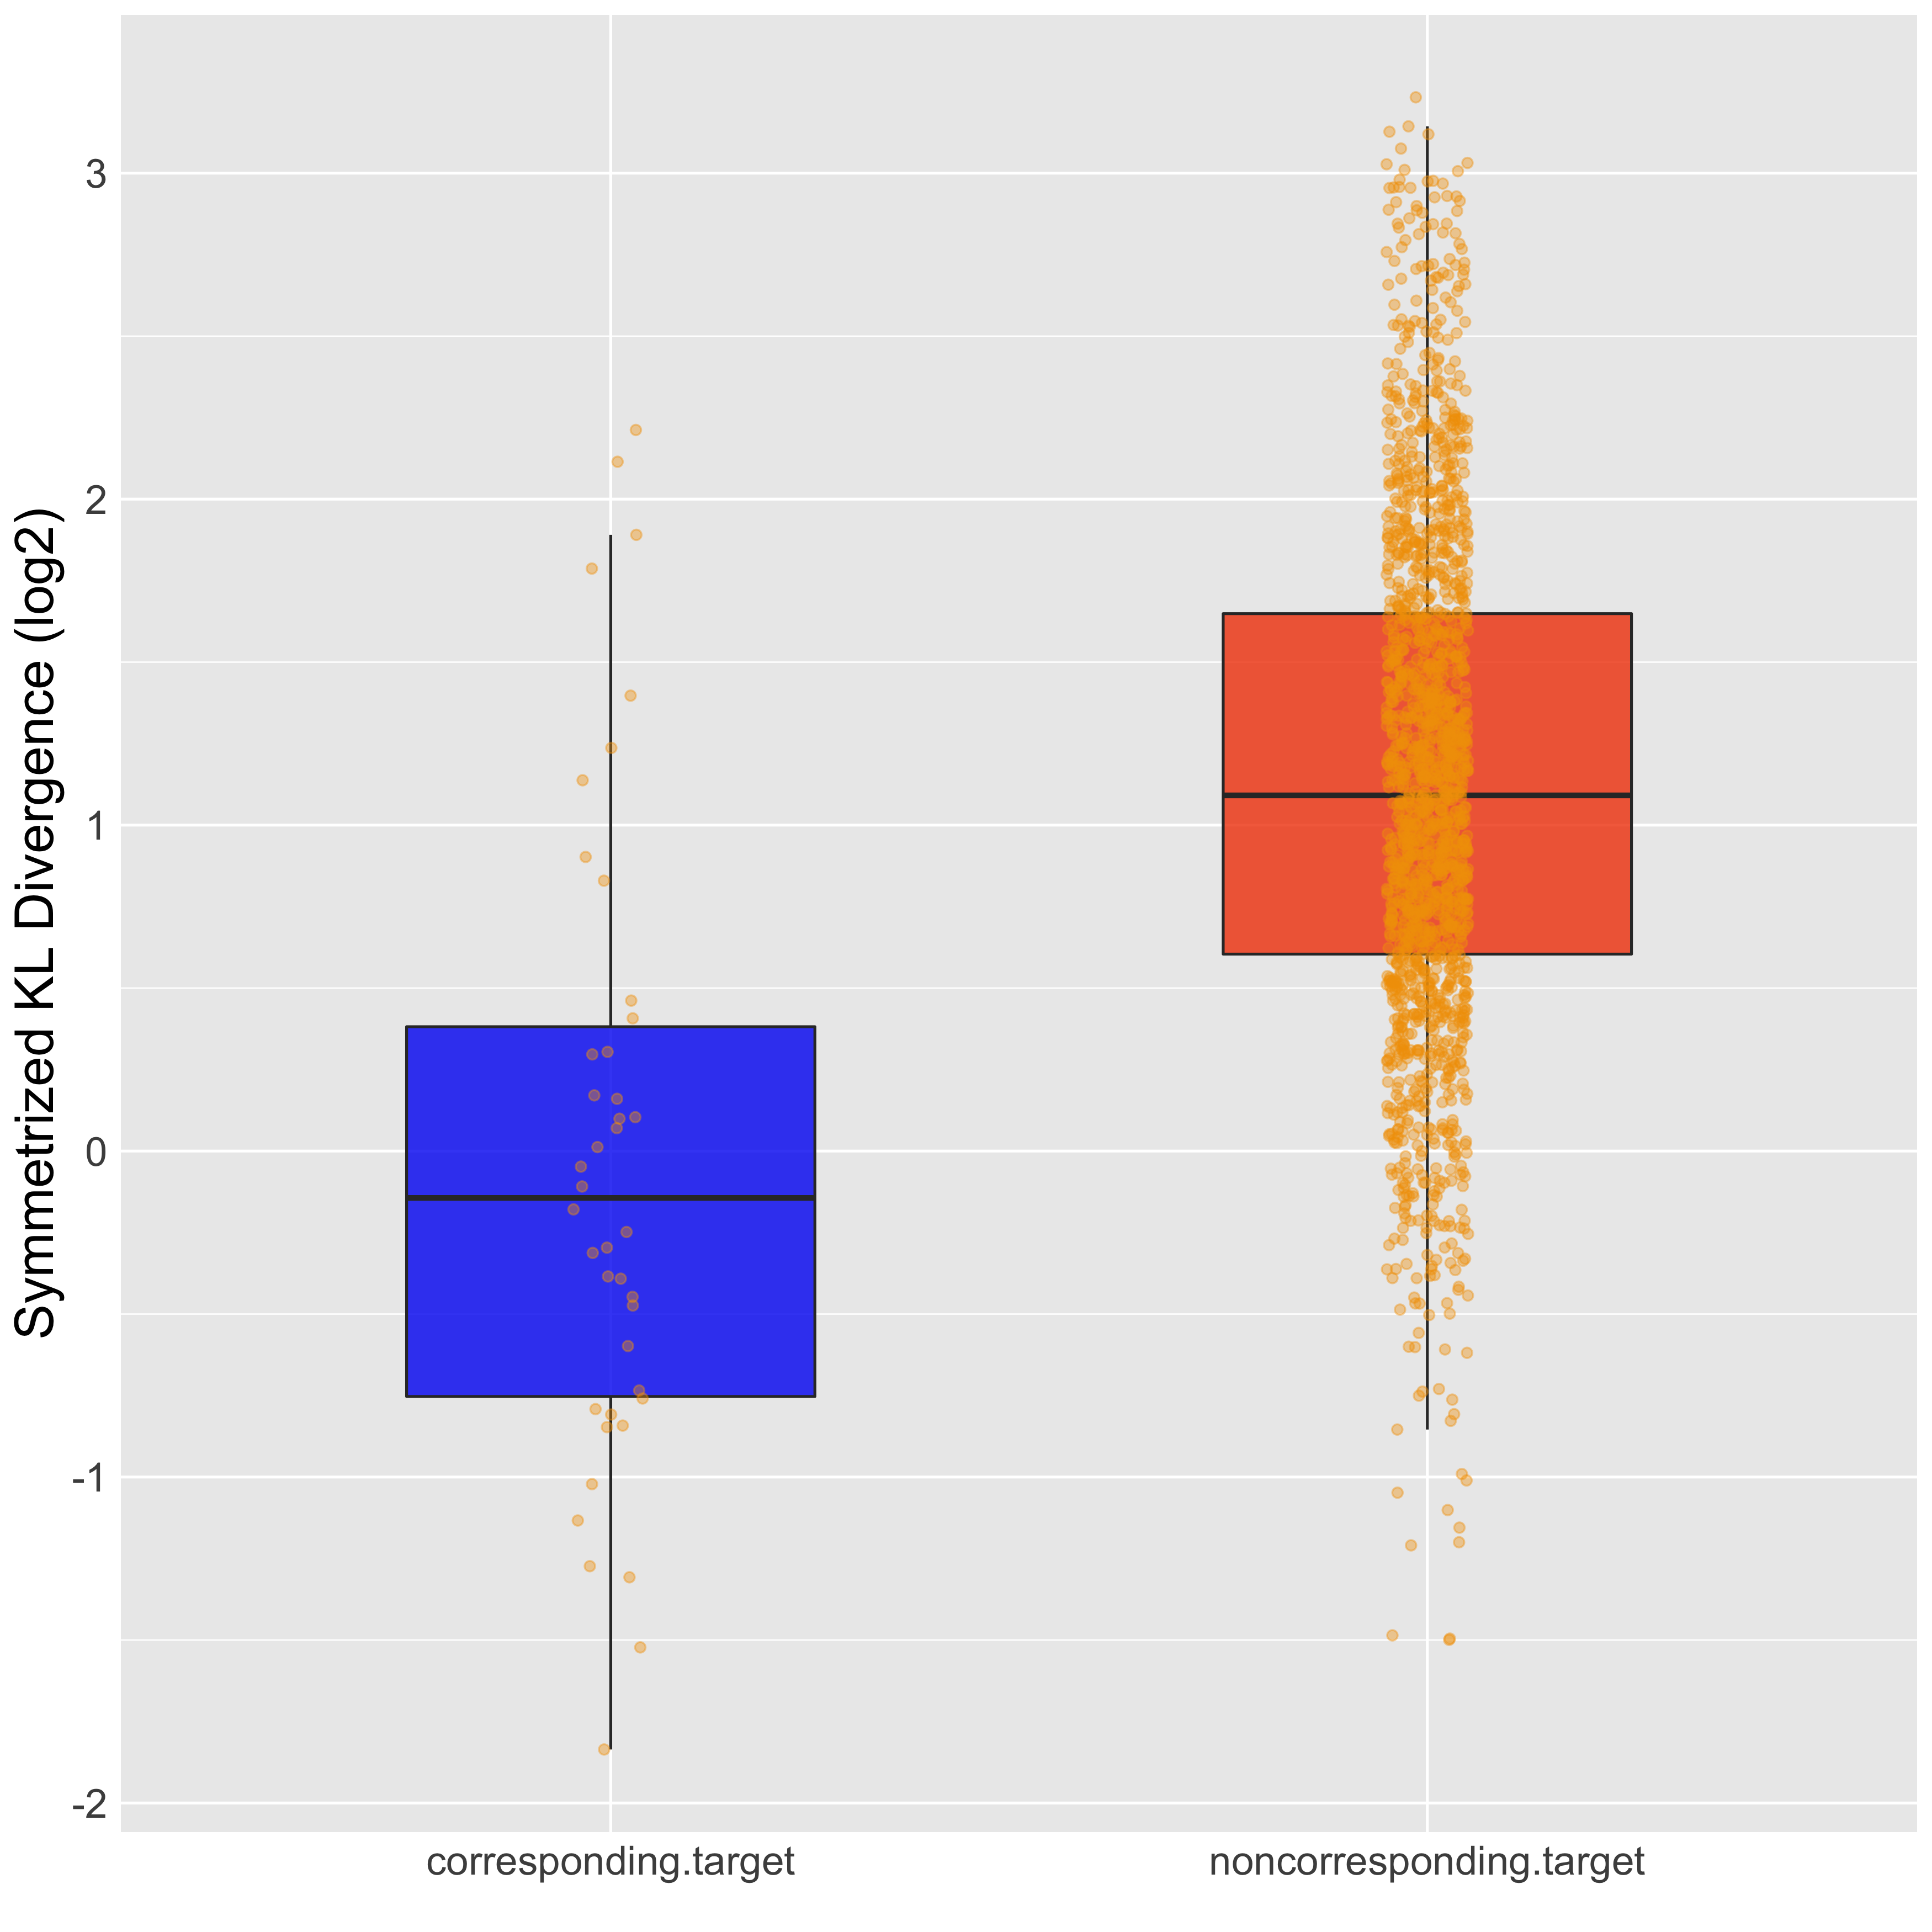 Symmetrized KL Divergence (log2)
3
2
1
0
-1
-2
corresponding.target
noncorresponding.target